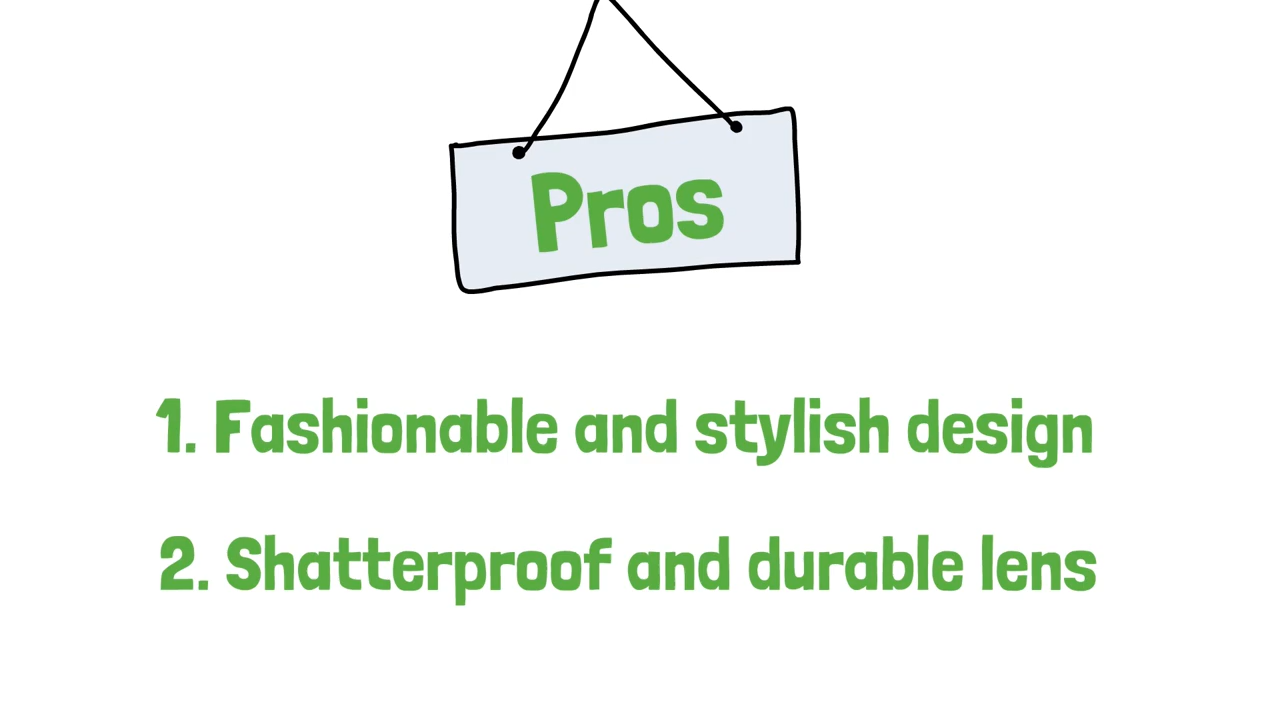 Pros
1. Fashionable and stylish design
2. Shatterproof and durable lens